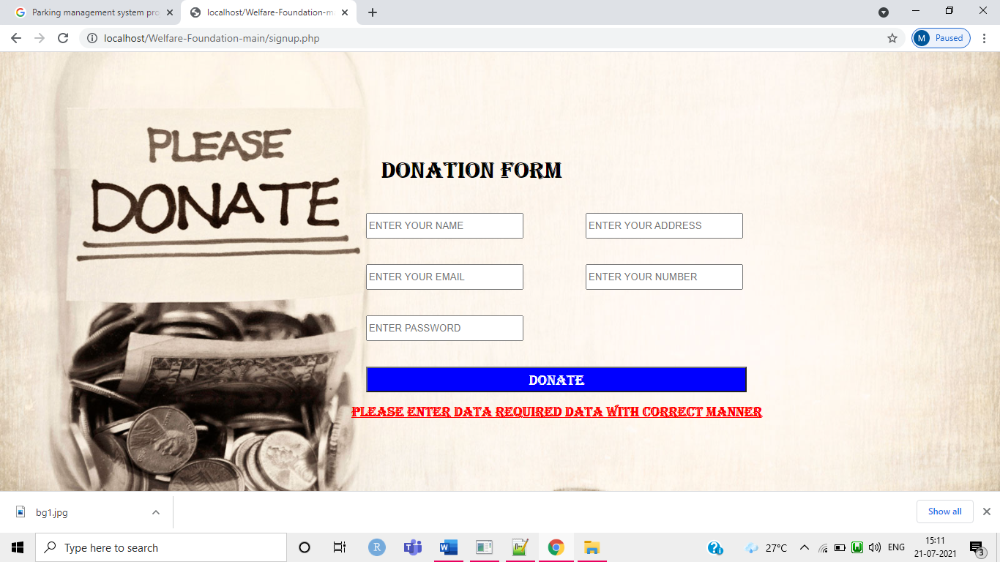 Parking management system pro
localhost/Welfare-Foundation-m
localhost/Welfare-Foundation-main/signup.php
M Paused
PLEASE
DONATE
DONATION FORM
ENTER YOUR NAME
ENTER YOUR ADDRESS
ENTER YOUR EMAIL
ENTER YOUR NUMBER
ENTER PASSWORD
DONATE
PLEASE ENTER DATA REQUIRED DATA WITH CORRECT MANNER
bg1.jpg
Show all
Type here to search
27°C
ENG
15:11
21-07-2021
3